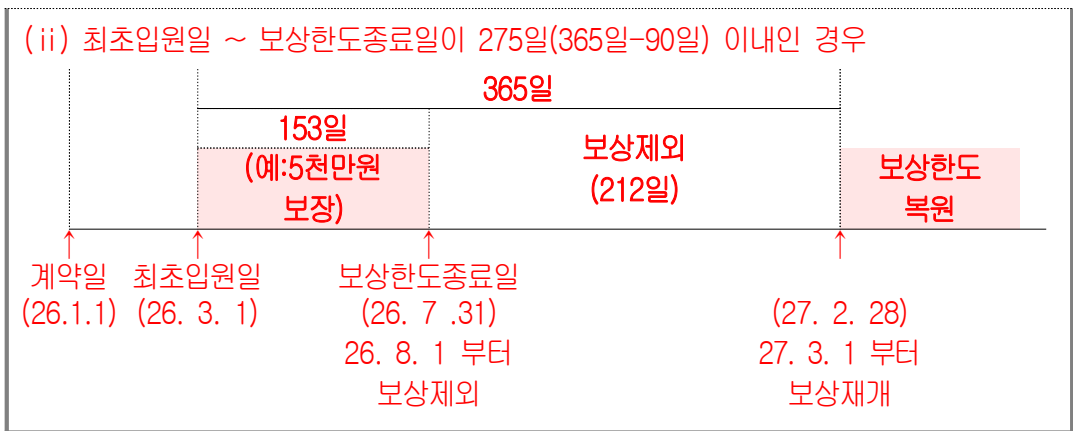 (ii) 최초입원일 ~ 보상한도종료일이 275일(365일-90일) 이내인 경우
365일
153일
(예:5천만원
보장)
보상제외
(212일)
보상한도
복원
계약일
(26.1.1)
최초입원일
(26. 3. 1)
보상한도종료일
(26. 7 .31)
26. 8. 1 부터
보상제외
(27. 2. 28)
27. 3. 1 부터
보상재개